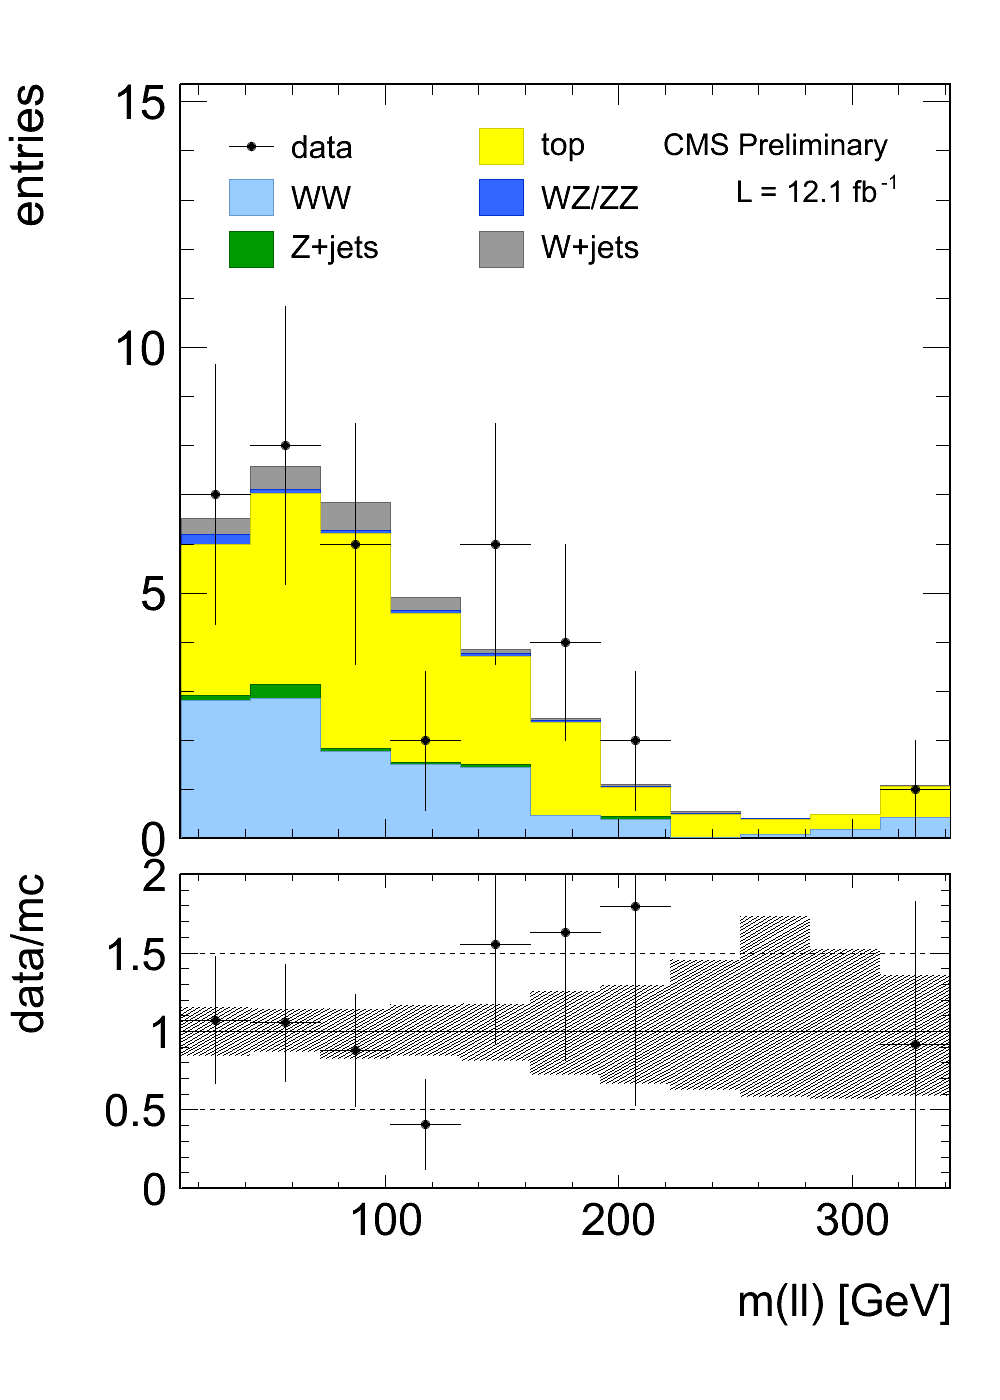 entries
15
10
5
0
data
top
WW
WZ/ZZ
Z+jets
W+jets
CMS Preliminary
L = 12.1 fb⁻¹
data/mc
2
1.5
1
0.5
0
100 200 300
m(ll) [GeV]